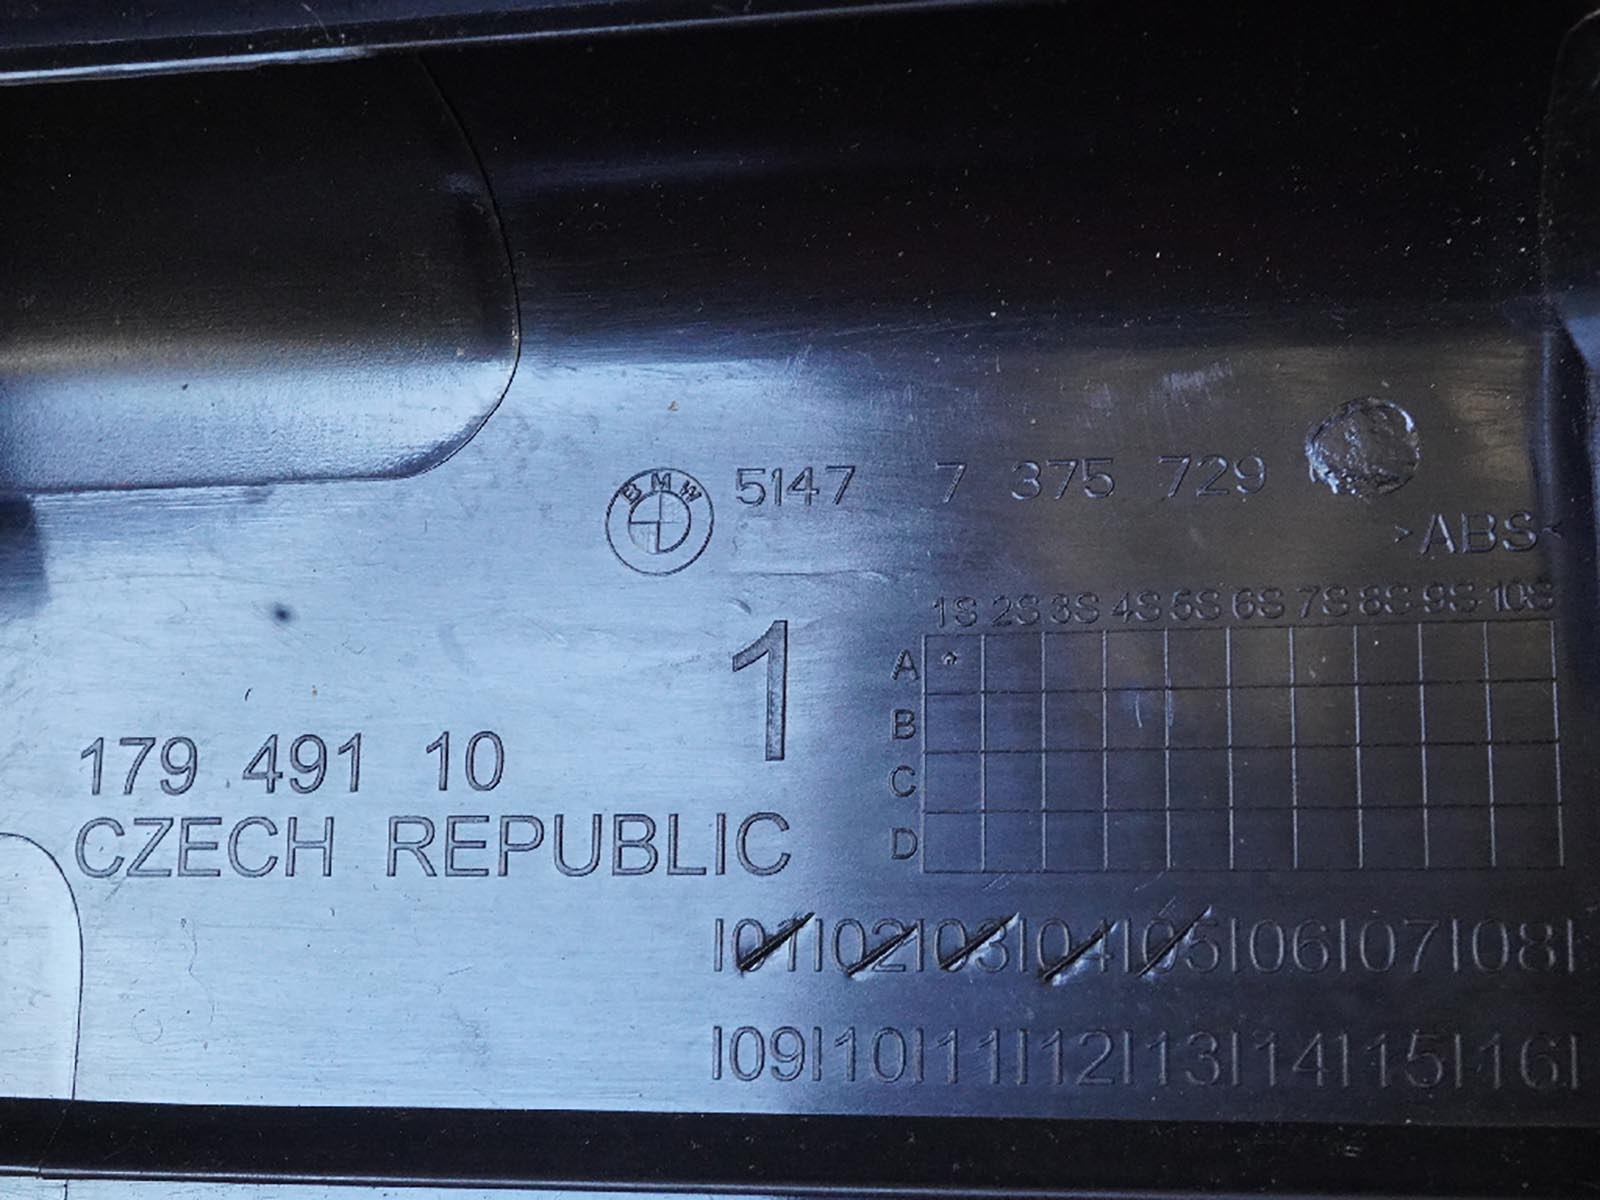 BMW 5147 7 375 729
>ABS<
1S 2S 3S 4S 5S 6S 7S 8S 9S 10S
A *
B
C
D
1
179 491 10
CZECH REPUBLIC
|01|02|03|04|05|06|07|08|
|09|10|11|12|13|14|15|16|